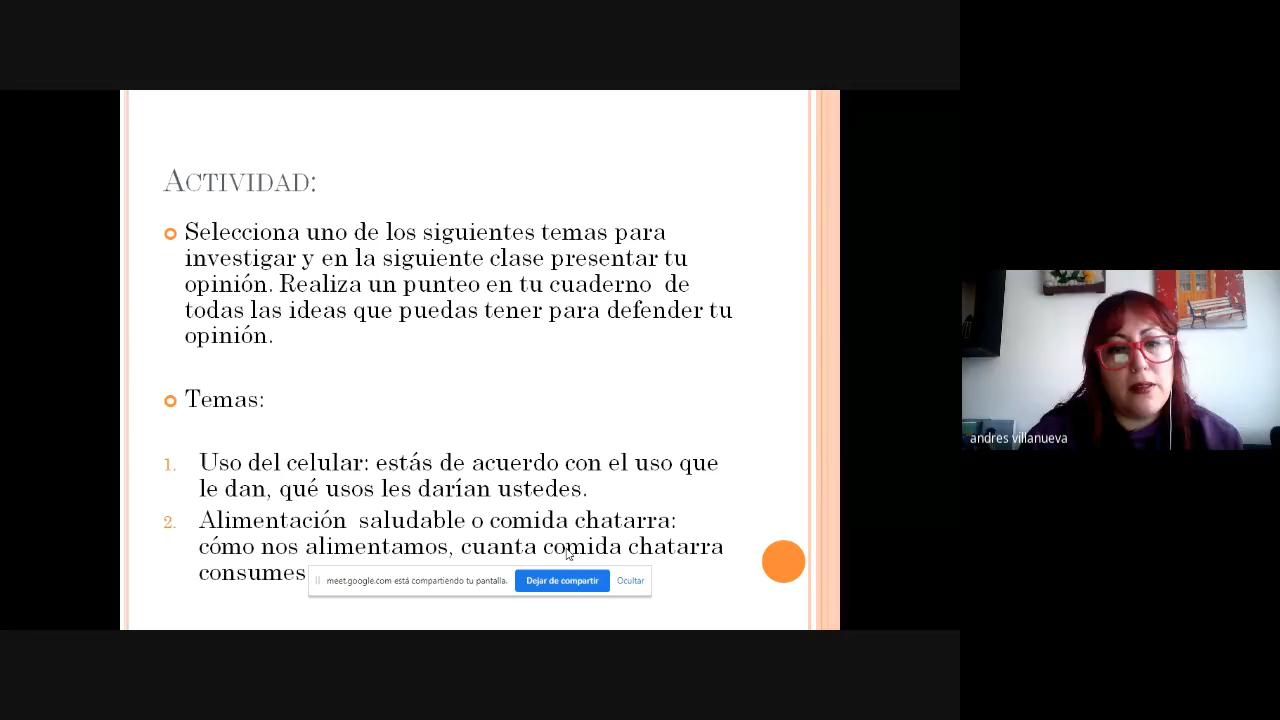 ACTIVIDAD:
Selecciona uno de los siguientes temas para
investigar y en la siguiente clase presentar tu
opinión. Realiza un punteo en tu cuaderno de
todas las ideas que puedas tener para defender tu
opinión.
Temas:
1. Uso del celular: estás de acuerdo con el uso que
le dan, qué usos les darían ustedes.
2. Alimentación saludable o comida chatarra:
cómo nos alimentamos, cuanta comida chatarra
consumes
meet.google.com está compartiendo tu pantalla. Dejar de compartir Ocultar
andres villanueva